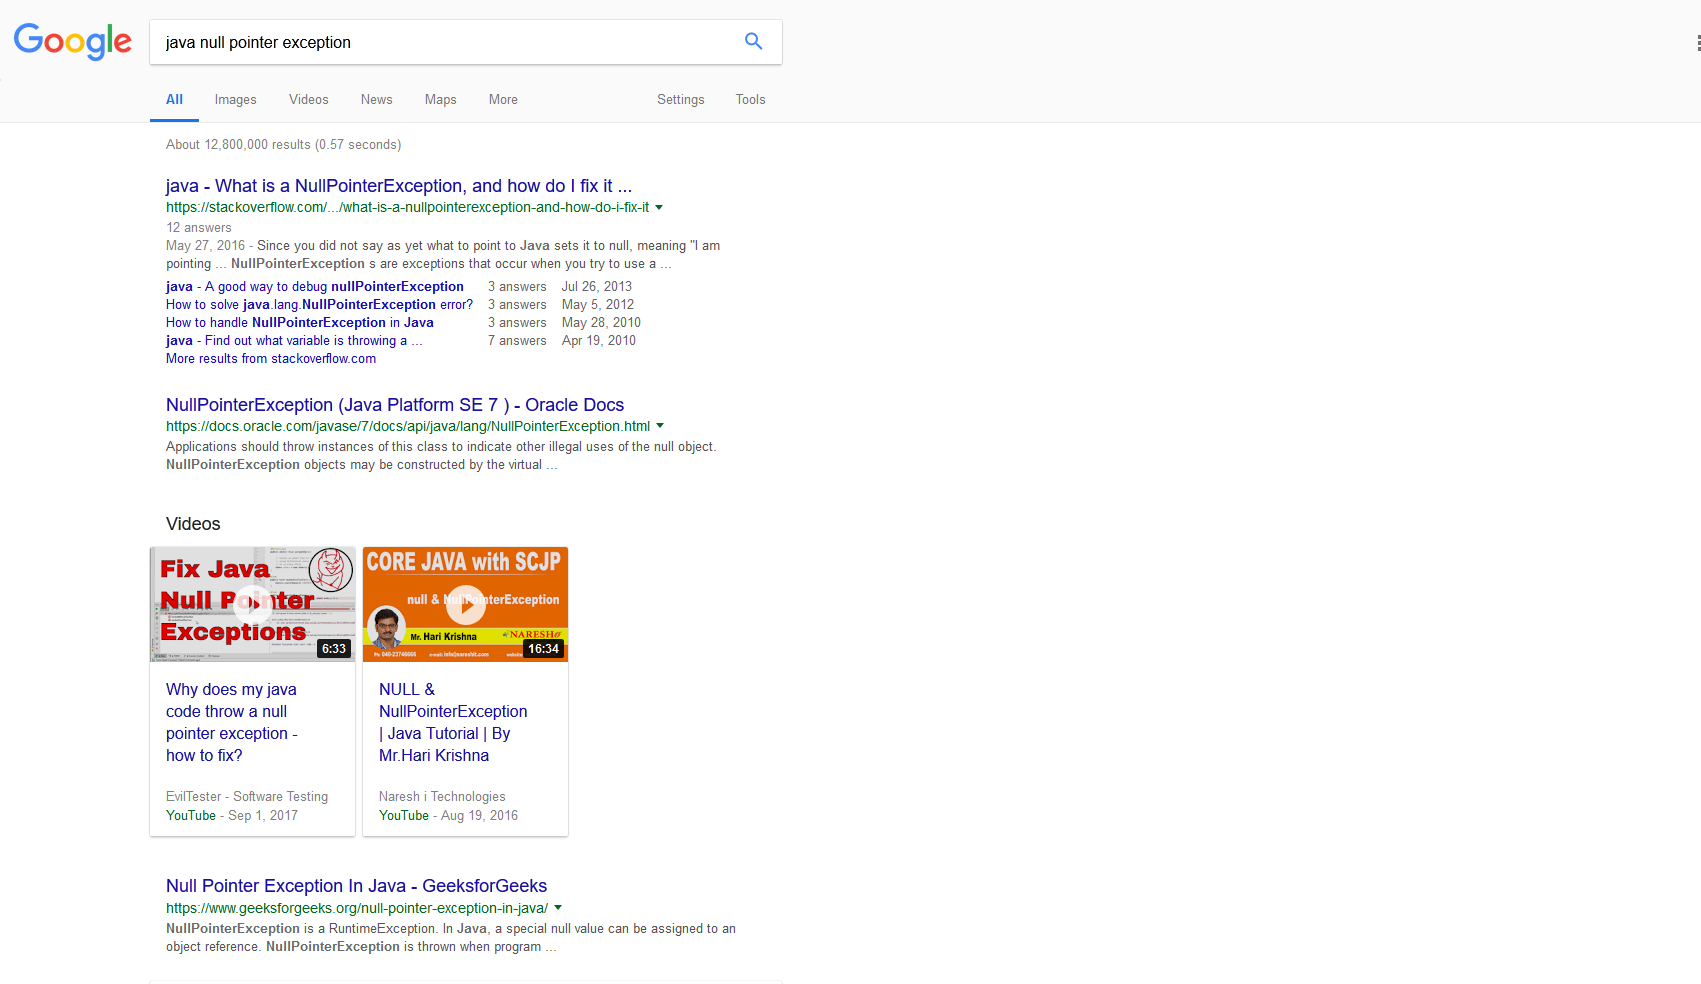 Google
java null pointer exception
All Images Videos News Maps More Settings Tools
About 12,800,000 results (0.57 seconds)
java - What is a NullPointerException, and how do I fix it ...
https://stackoverflow.com/.../what-is-a-nullpointerexception-and-how-do-i-fix-it
12 answers
May 27, 2016 - Since you did not say as yet what to point to Java sets it to null, meaning "I am
pointing ... NullPointerException s are exceptions that occur when you try to use a ...
java - A good way to debug nullPointerException 3 answers Jul 26, 2013
How to solve java.lang.NullPointerException error? 3 answers May 5, 2012
How to handle NullPointerException in Java 3 answers May 28, 2010
java - Find out what variable is throwing a ... 7 answers Apr 19, 2010
More results from stackoverflow.com
NullPointerException (Java Platform SE 7 ) - Oracle Docs
https://docs.oracle.com/javase/7/docs/api/java/lang/NullPointerException.html
Applications should throw instances of this class to indicate other illegal uses of the null object.
NullPointerException objects may be constructed by the virtual ...
Videos
Fix Java
Null Pointer
Exceptions
6:33
Why does my java
code throw a null
pointer exception -
how to fix?
EvilTester - Software Testing
YouTube - Sep 1, 2017
CORE JAVA with SCJP
null & NullPointerException
Mr. Hari Krishna
NARESH it
Ph: 040-23746666 e-mail: info@nareshit.com
16:34
NULL &
NullPointerException
| Java Tutorial | By
Mr.Hari Krishna
Naresh i Technologies
YouTube - Aug 19, 2016
Null Pointer Exception In Java - GeeksforGeeks
https://www.geeksforgeeks.org/null-pointer-exception-in-java/
NullPointerException is a RuntimeException. In Java, a special null value can be assigned to an
object reference. NullPointerException is thrown when program ...